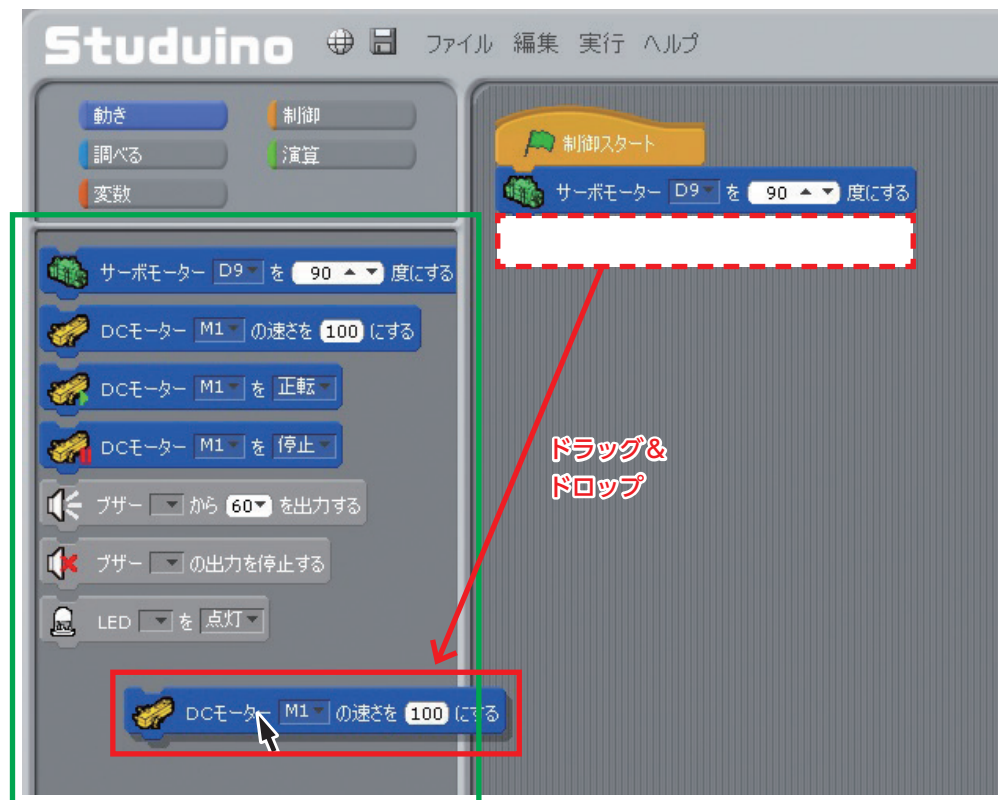 Studuino ファイル 編集 実行 ヘルプ
動き 制御
調べる 演算
変数
サーボモーター D9 を 90 度にする
DCモーター M1 の速さを 100 にする
DCモーター M1 を 正転
DCモーター M1 を 停止
ブザー から 60 を出力する
ブザー の出力を停止する
LED を 点灯
DCモーター M1 の速さを 100 にする
制御スタート
サーボモーター D9 を 90 度にする
ドラッグ&
ドロップ